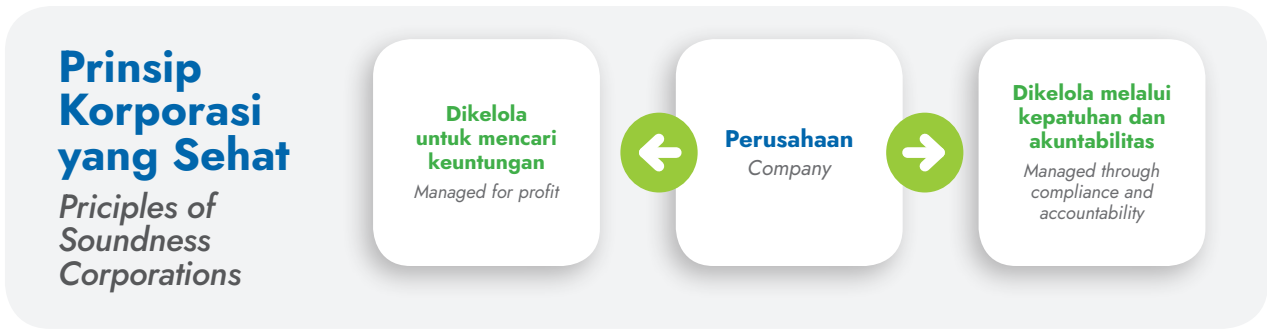 Prinsip
Korporasi
yang Sehat
Priciples of
Soundness
Corporations
Dikelola
untuk mencari
keuntungan
Managed for profit
Perusahaan
Company
Dikelola melalui
kepatuhan dan
akuntabilitas
Managed through
compliance and
accountability